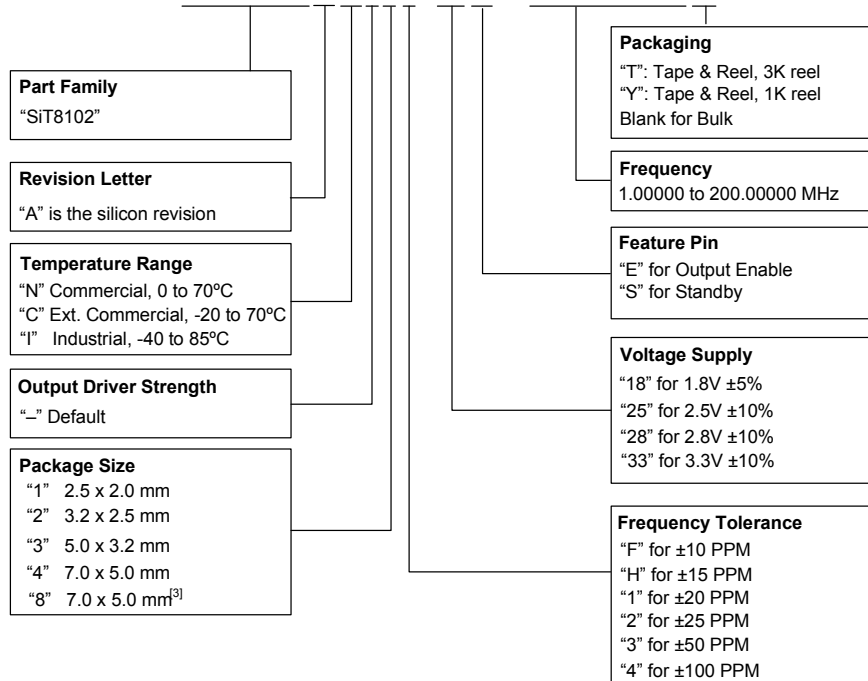 Part Family
“SiT8102”
Revision Letter
“A” is the silicon revision
Temperature Range
“N” Commercial, 0 to 70ºC
“C” Ext. Commercial, -20 to 70ºC
“I” Industrial, -40 to 85ºC
Output Driver Strength
“–” Default
Package Size
“1” 2.5 x 2.0 mm
“2” 3.2 x 2.5 mm
“3” 5.0 x 3.2 mm
“4” 7.0 x 5.0 mm
“8” 7.0 x 5.0 mm[3]
Packaging
“T”: Tape & Reel, 3K reel
“Y”: Tape & Reel, 1K reel
Blank for Bulk
Frequency
1.00000 to 200.00000 MHz
Feature Pin
“E” for Output Enable
“S” for Standby
Voltage Supply
“18” for 1.8V ±5%
“25” for 2.5V ±10%
“28” for 2.8V ±10%
“33” for 3.3V ±10%
Frequency Tolerance
“F” for ±10 PPM
“H” for ±15 PPM
“1” for ±20 PPM
“2” for ±25 PPM
“3” for ±50 PPM
“4” for ±100 PPM